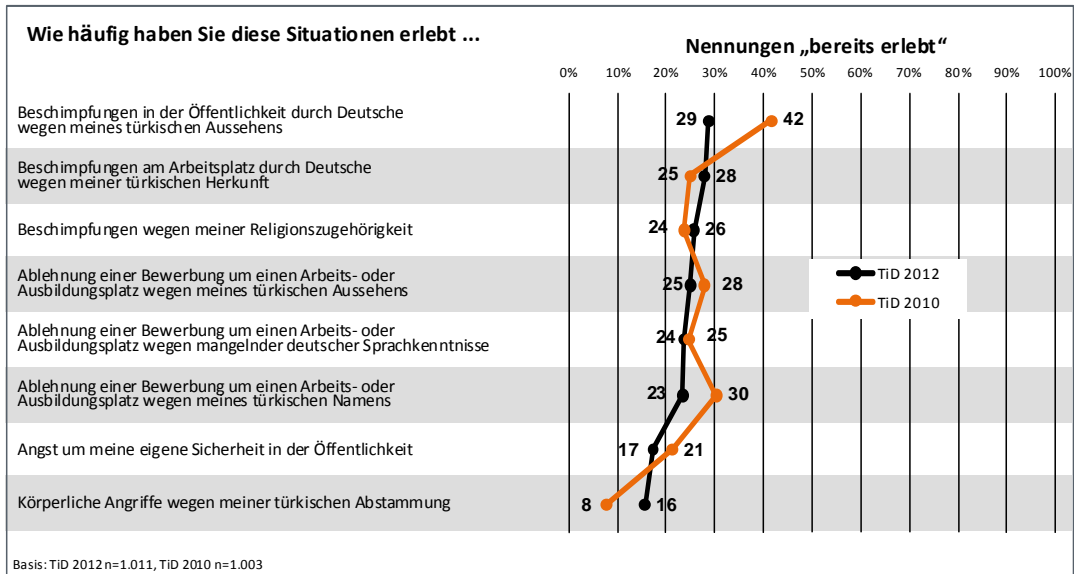 Wie häufig haben Sie diese Situationen erlebt ...
Nennungen „bereits erlebt“
0% 10% 20% 30% 40% 50% 60% 70% 80% 90% 100%
Beschimpfungen in der Öffentlichkeit durch Deutsche
wegen meines türkischen Aussehens
29 42
Beschimpfungen am Arbeitsplatz durch Deutsche
wegen meiner türkischen Herkunft
25 28
Beschimpfungen wegen meiner Religionszugehörigkeit
24 26
Ablehnung einer Bewerbung um einen Arbeits- oder
Ausbildungsplatz wegen meines türkischen Aussehens
25 28
Ablehnung einer Bewerbung um einen Arbeits- oder
Ausbildungsplatz wegen mangelnder deutscher Sprachkenntnisse
24 25
Ablehnung einer Bewerbung um einen Arbeits- oder
Ausbildungsplatz wegen meines türkischen Namens
23 30
Angst um meine eigene Sicherheit in der Öffentlichkeit
17 21
Körperliche Angriffe wegen meiner türkischen Abstammung
8 16
TiD 2012
TiD 2010
Basis: TiD 2012 n=1.011, TiD 2010 n=1.003